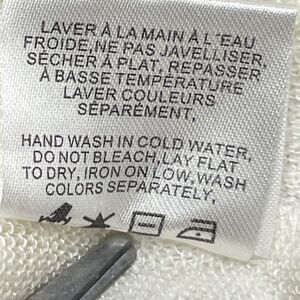 LAVER À LA MAIN À L'EAU
FROIDE, NE PAS JAVELLISER,
SÉCHER À PLAT, REPASSER
À BASSE TEMPÉRATURE
LAVER COULEURS
SÉPARÉMENT,
HAND WASH IN COLD WATER,
DO NOT BLEACH, LAY FLAT
TO DRY, IRON ON LOW, WASH
COLORS SEPARATELY,